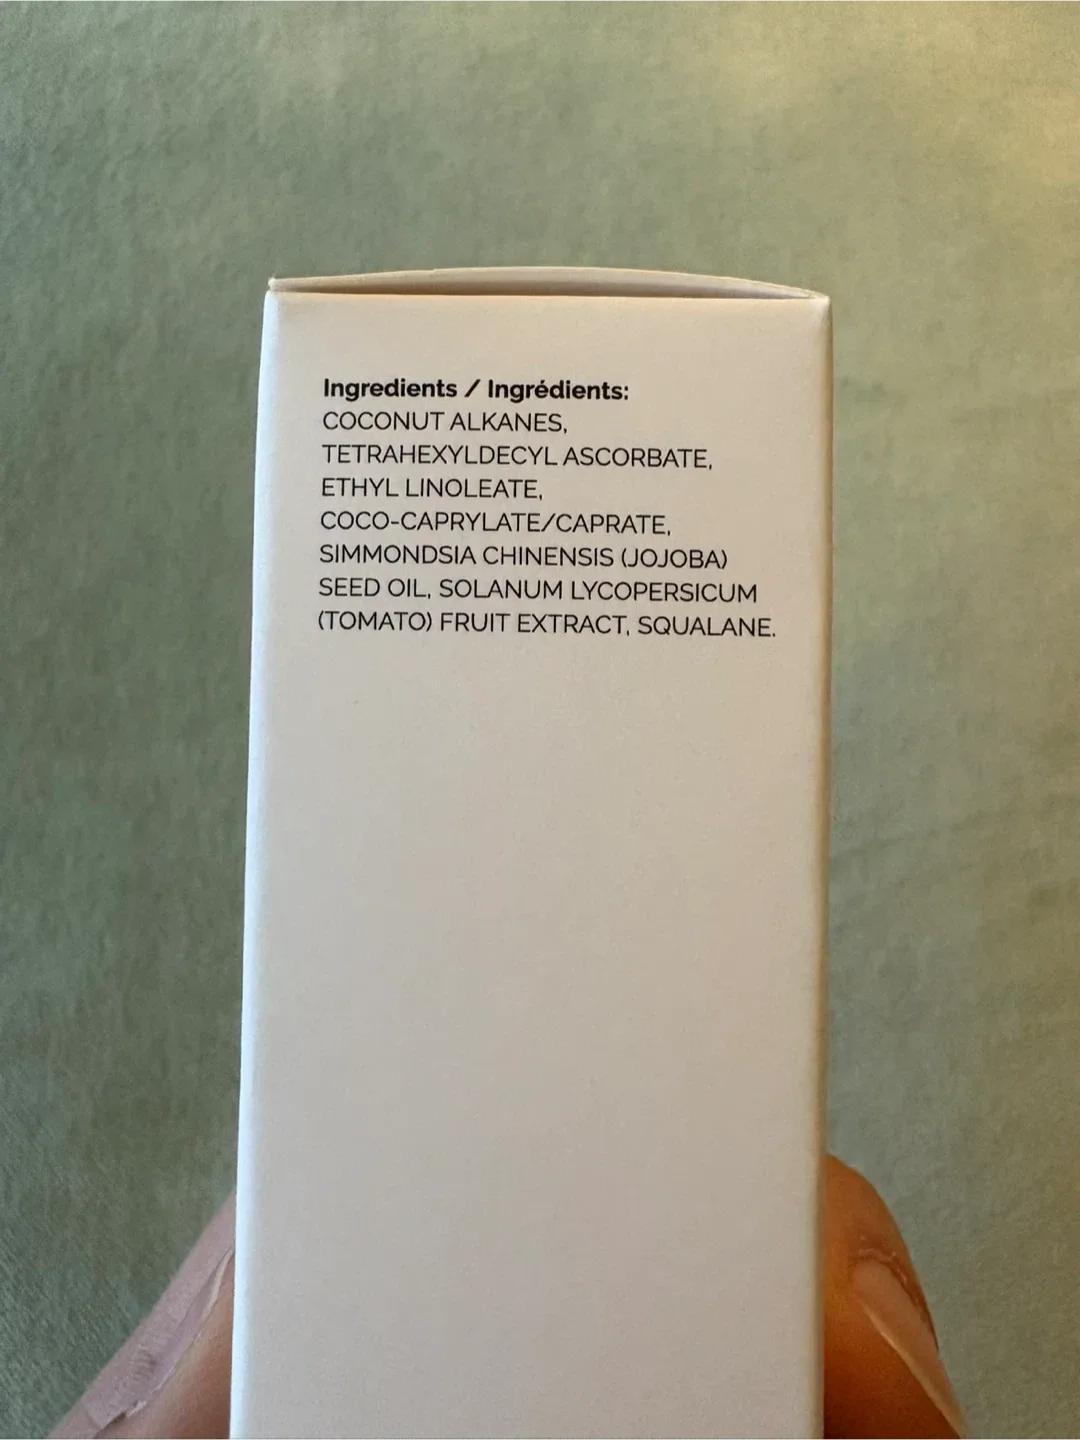 Ingredients / Ingrédients:
COCONUT ALKANES,
TETRAHEXYLDECYL ASCORBATE,
ETHYL LINOLEATE,
COCO-CAPRYLATE/CAPRATE,
SIMMONDSIA CHINENSIS (JOJOBA)
SEED OIL, SOLANUM LYCOPERSICUM
(TOMATO) FRUIT EXTRACT, SQUALANE.